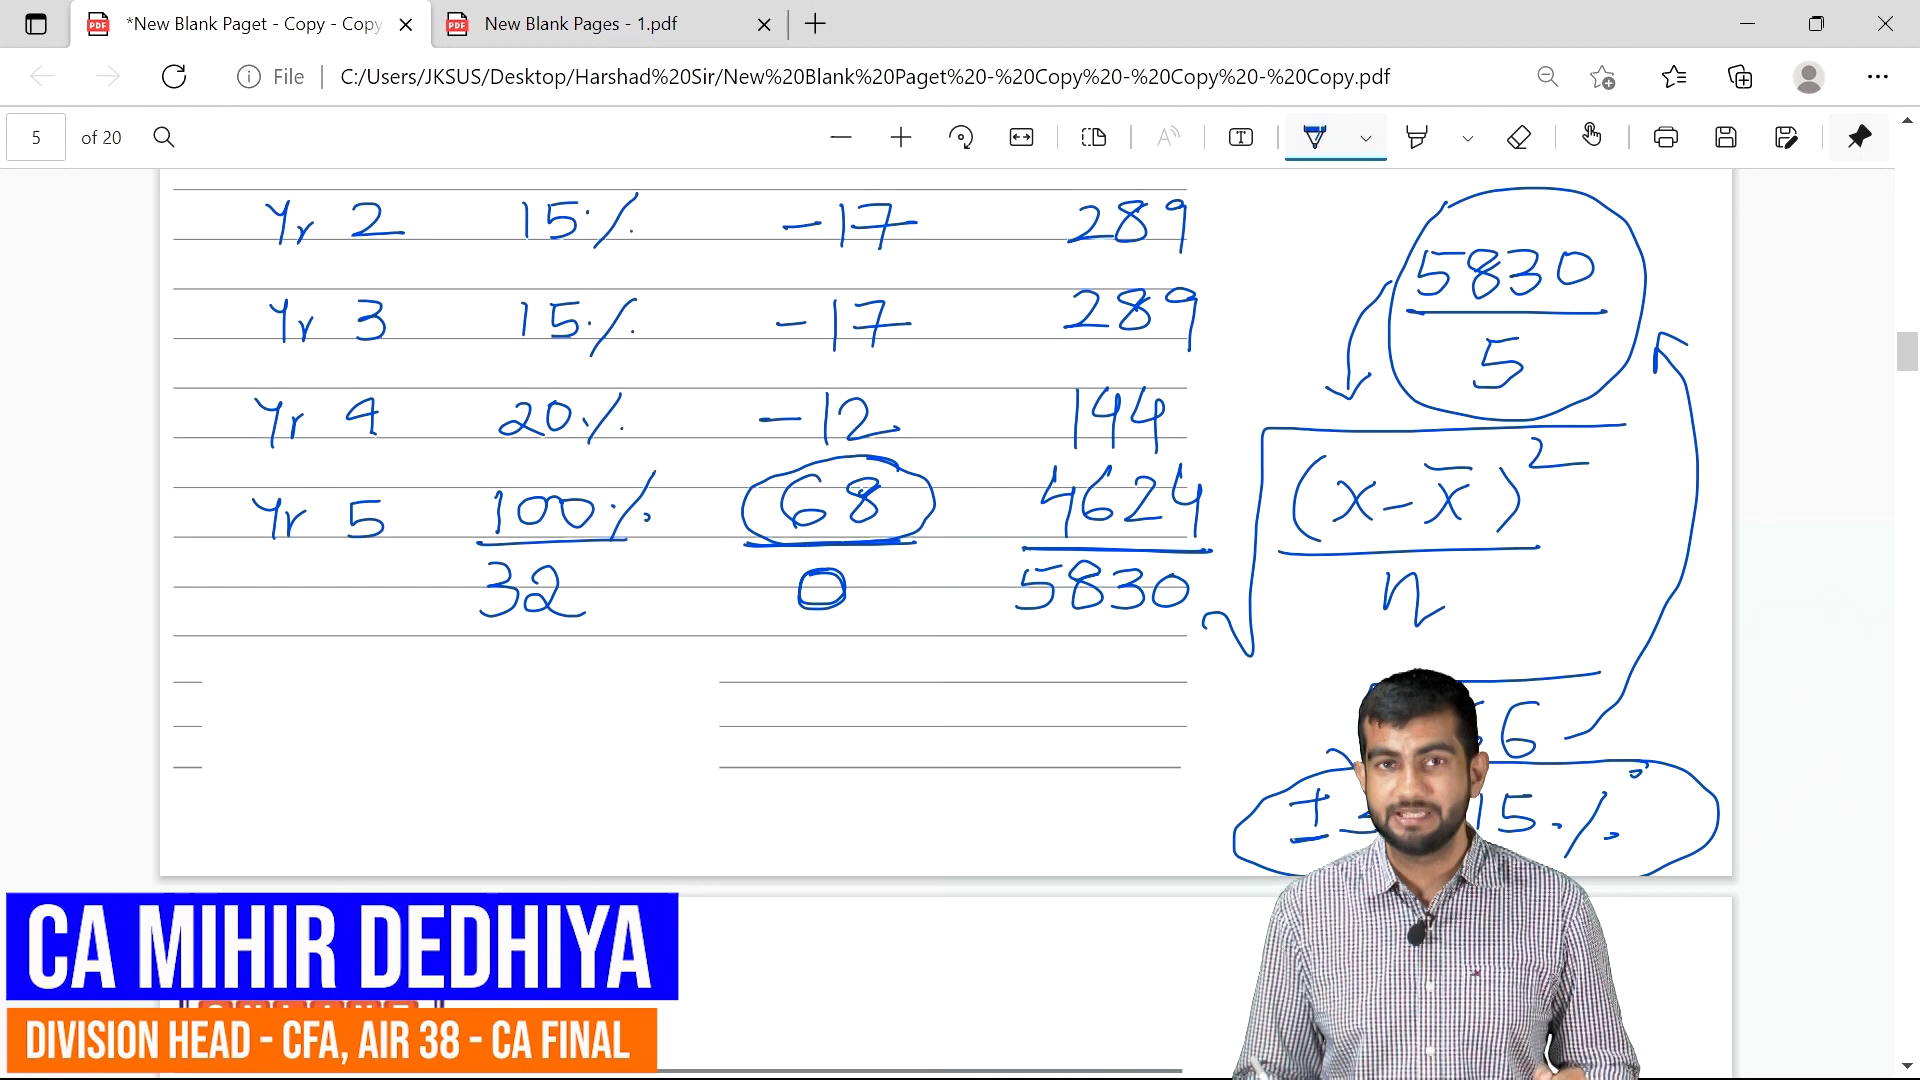 *New Blank Paget - Copy - Copy
New Blank Pages - 1.pdf
File
C:/Users/JKSUS/Desktop/Harshad%20Sir/New%20Blank%20Paget%20-%20Copy%20-%20Copy%20-%20Copy.pdf
5 of 20
Yr 2 15% -17 289
Yr 3 15% -17 289
Yr 4 20% -12 144
Yr 5 100% 68 4624
32 0 5830
5830
5
√(x-x̄)²
n
6
± 15%
CA MIHIR DEDHIYA
DIVISION HEAD - CFA, AIR 38 - CA FINAL